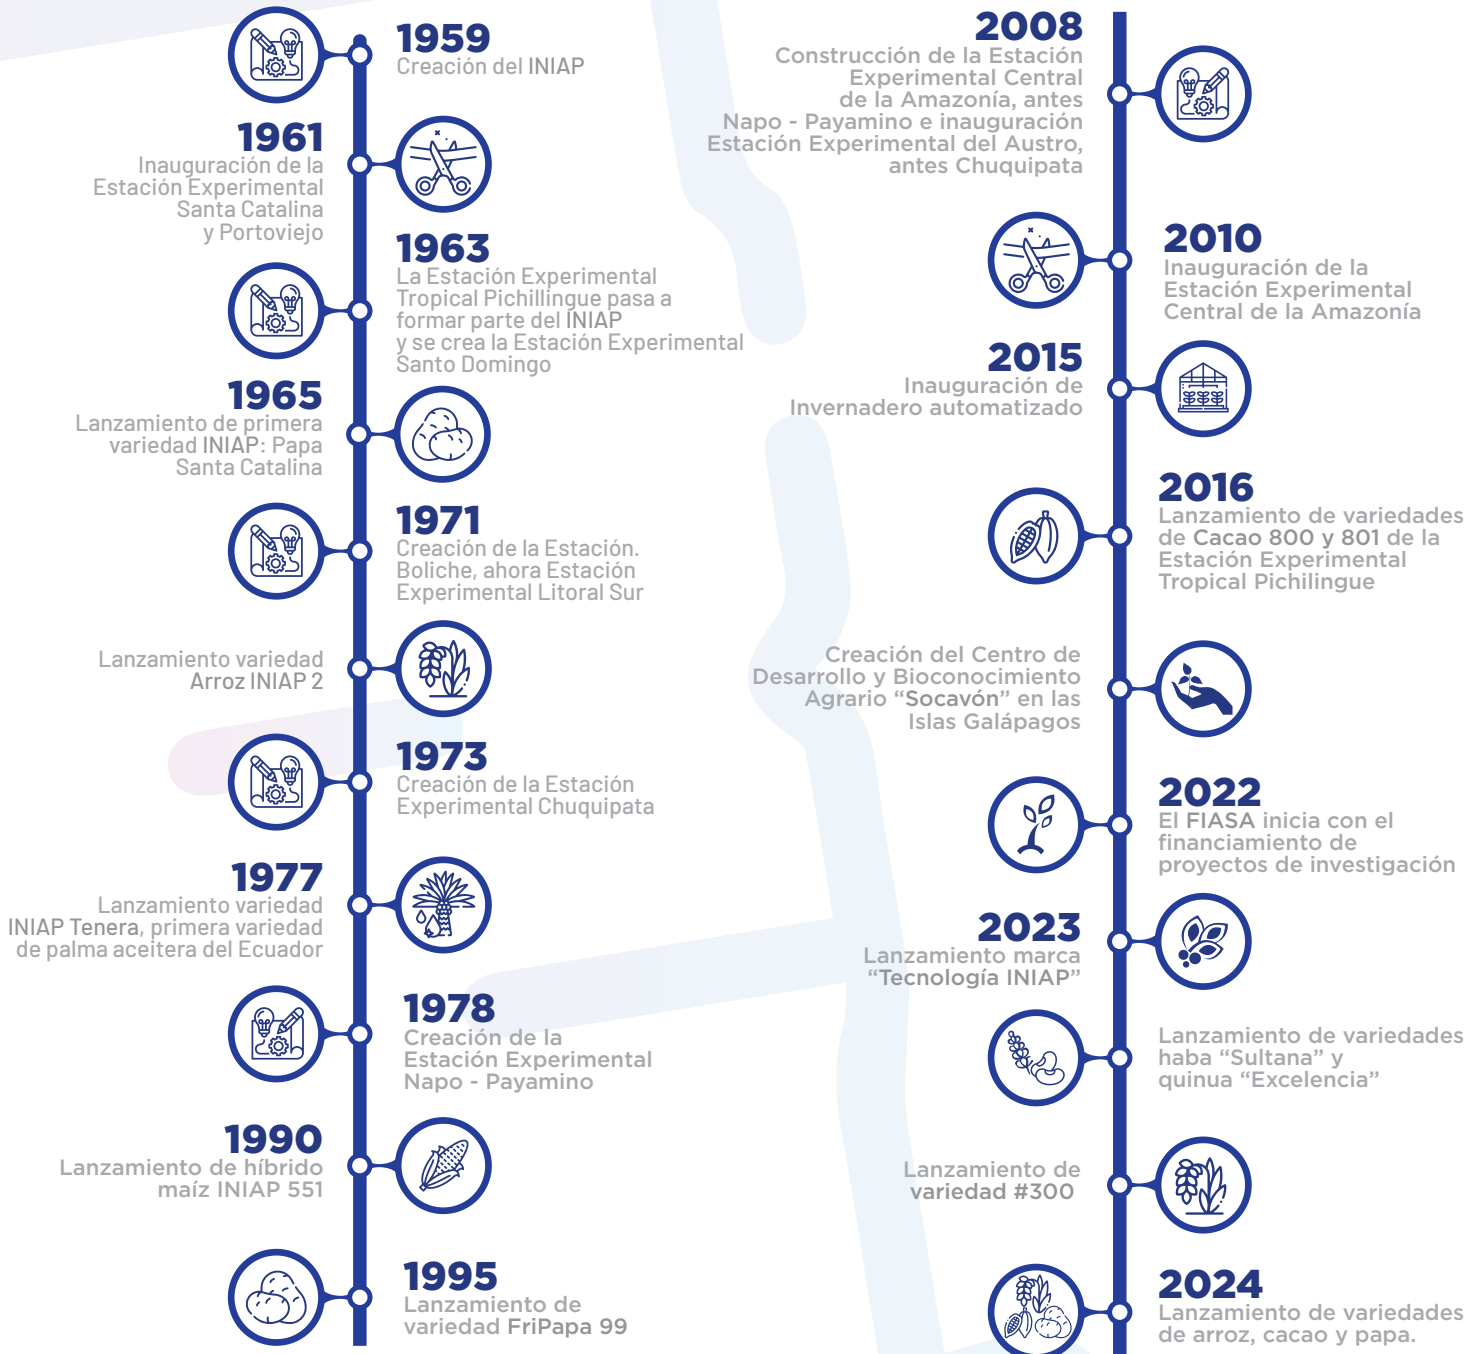 1959
Creación del INIAP
1961
Inauguración de la
Estación Experimental
Santa Catalina
y Portoviejo
1963
La Estación Experimental
Tropical Pichillingue pasa a
formar parte del INIAP
y se crea la Estación Experimental
Santo Domingo
1965
Lanzamiento de primera
variedad INIAP: Papa
Santa Catalina
1971
Creación de la Estación.
Boliche, ahora Estación
Experimental Litoral Sur
Lanzamiento variedad
Arroz INIAP 2
1973
Creación de la Estación
Experimental Chuquipata
1977
Lanzamiento variedad
INIAP Tenera, primera variedad
de palma aceitera del Ecuador
1978
Creación de la
Estación Experimental
Napo - Payamino
1990
Lanzamiento de híbrido
maíz INIAP 551
1995
Lanzamiento de
variedad FriPapa 99
2008
Construcción de la Estación
Experimental Central
de la Amazonía, antes
Napo - Payamino e inauguración
Estación Experimental del Austro,
antes Chuquipata
2010
Inauguración de la
Estación Experimental
Central de la Amazonía
2015
Inauguración de
Invernadero automatizado
2016
Lanzamiento de variedades
de Cacao 800 y 801 de la
Estación Experimental
Tropical Pichilingue
Creación del Centro de
Desarrollo y Bioconocimiento
Agrario “Socavón” en las
Islas Galápagos
2022
El FIASA inicia con el
financiamiento de
proyectos de investigación
2023
Lanzamiento marca
“Tecnología INIAP”
Lanzamiento de variedades
haba “Sultana” y
quinua “Excelencia”
Lanzamiento de
variedad #300
2024
Lanzamiento de variedades
de arroz, cacao y papa.